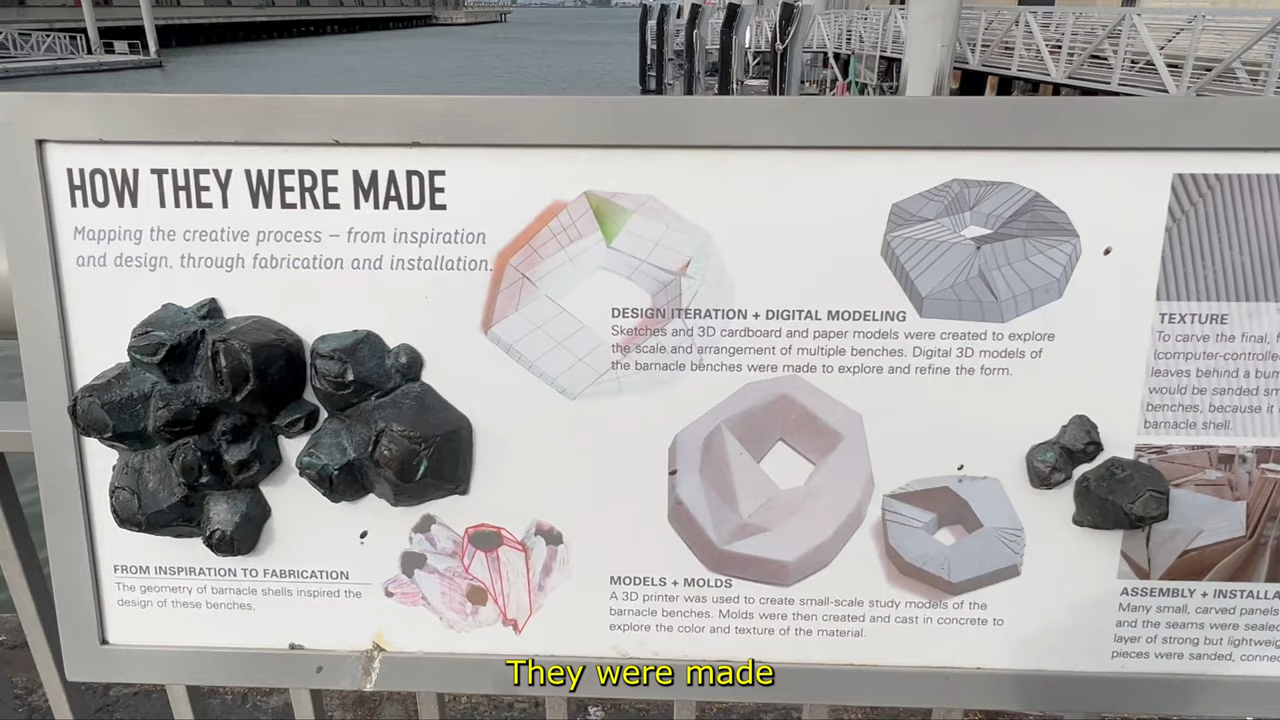 HOW THEY WERE MADE
Mapping the creative process – from inspiration
and design, through fabrication and installation.
FROM INSPIRATION TO FABRICATION
The geometry of barnacle shells inspired the
design of these benches.
DESIGN ITERATION + DIGITAL MODELING
Sketches and 3D cardboard and paper models were created to explore
the scale and arrangement of multiple benches. Digital 3D models of
the barnacle benches were made to explore and refine the form.
MODELS + MOLDS
A 3D printer was used to create small-scale study models of the
barnacle benches. Molds were then created and cast in concrete to
explore the color and texture of the material.
TEXTURE
To carve the final, f
(computer-controlle
leaves behind a bum
would be sanded sm
benches, because it
barnacle shell.
ASSEMBLY + INSTALLA
Many small, carved panels
and the seams were sealed
layer of strong but lightweig
pieces were sanded, connec
They were made